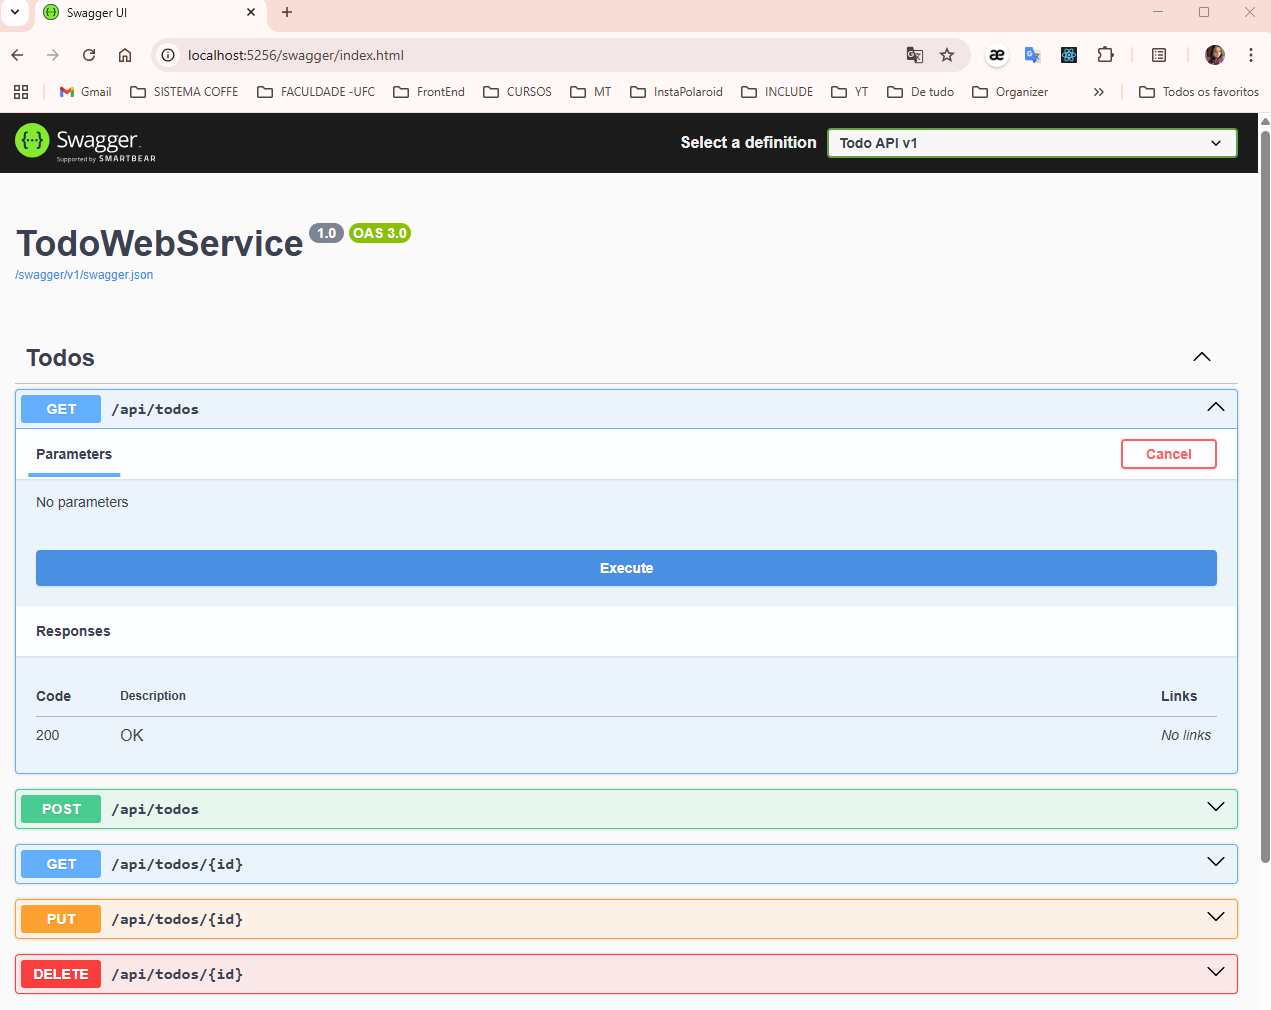 Swagger UI
localhost:5256/swagger/index.html
Gmail SISTEMA COFFE FACULDADE -UFC FrontEnd CURSOS MT InstaPolaroid INCLUDE YT De tudo Organizer Todos os favoritos
Swagger
Supported by SMARTBEAR
Select a definition Todo API v1
TodoWebService 1.0 OAS 3.0
/swagger/v1/swagger.json
Todos
GET /api/todos
Parameters Cancel
No parameters
Execute
Responses
Code Description Links
200 OK No links
POST /api/todos
GET /api/todos/{id}
PUT /api/todos/{id}
DELETE /api/todos/{id}